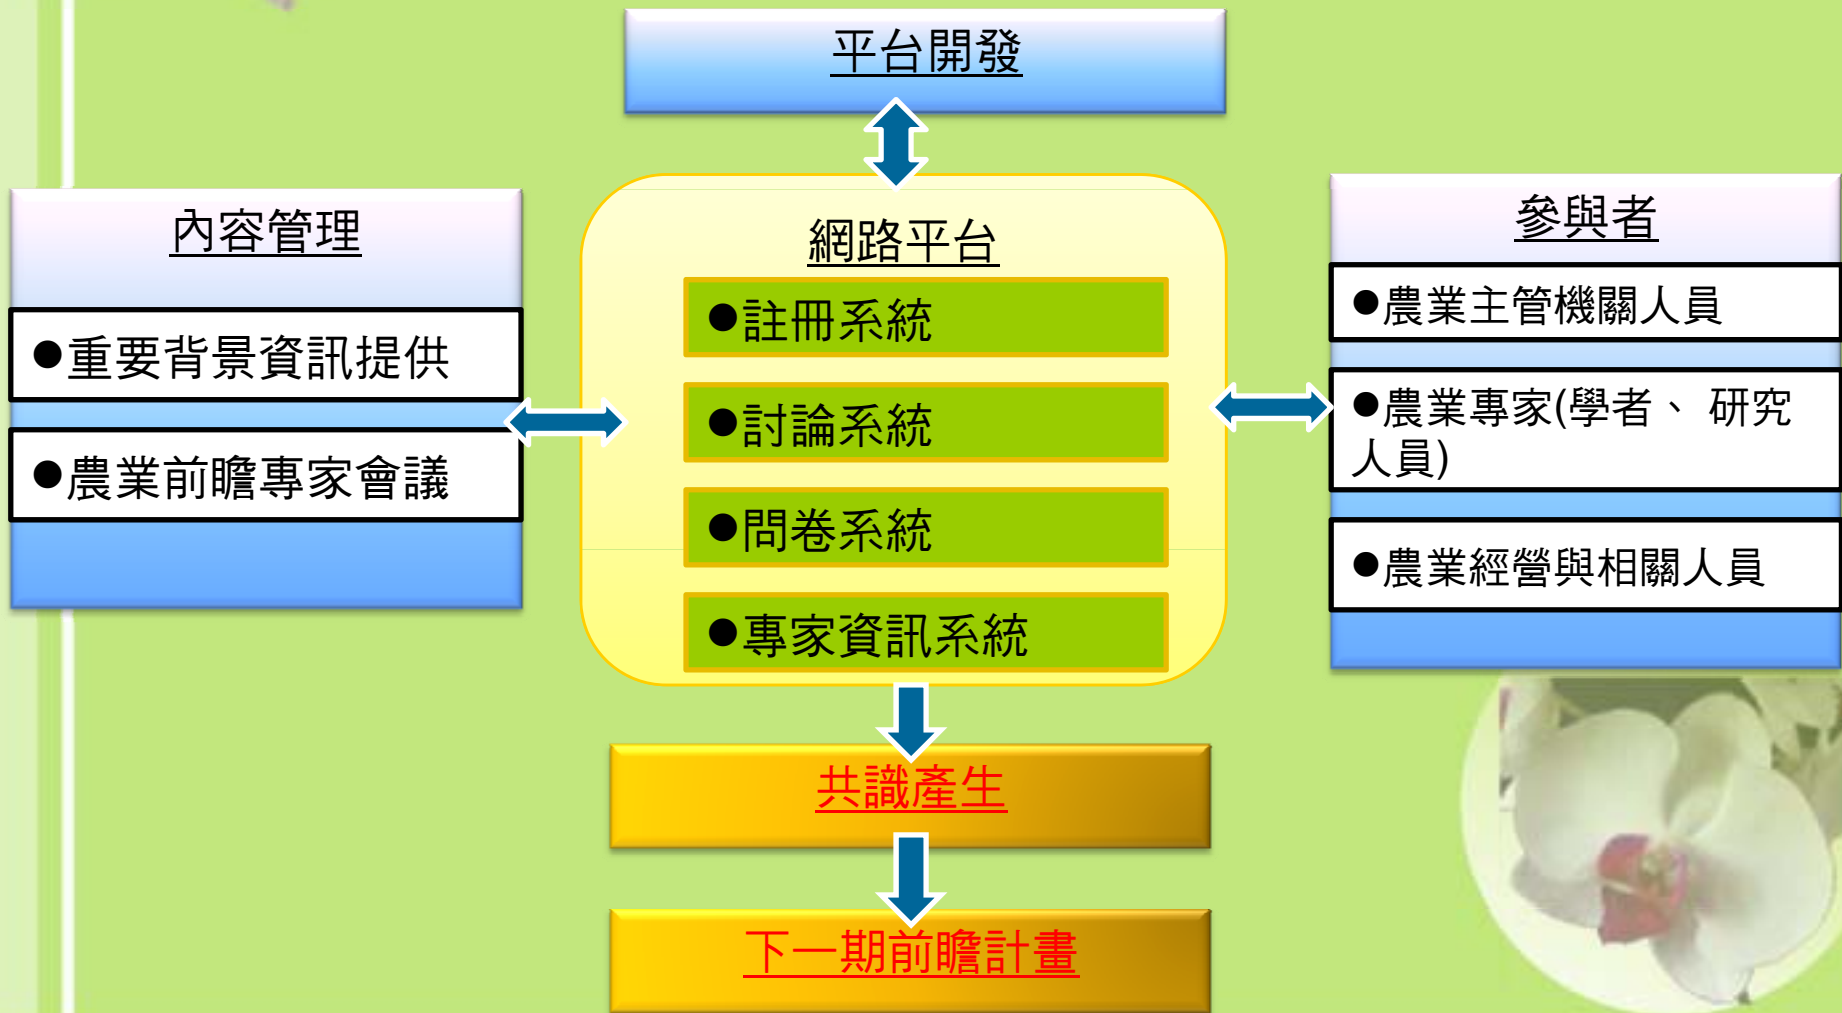 平台開發
內容管理
●重要背景資訊提供
●農業前瞻專家會議
網路平台
●註冊系統
●討論系統
●問卷系統
●專家資訊系統
參與者
●農業主管機關人員
●農業專家(學者、 研究
人員)
●農業經營與相關人員
共識產生
下一期前瞻計畫